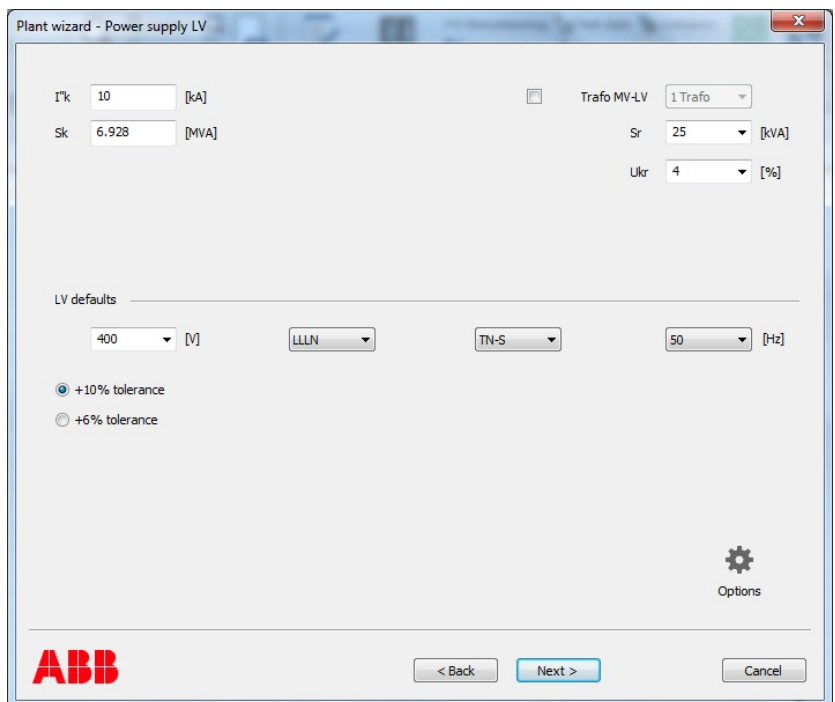 Plant wizard - Power supply LV
I"k 10 [kA] Trafo MV-LV 1 Trafo
Sk 6.928 [MVA] Sr 25 [kVA]
Ukr 4 [%]
LV defaults
400 [V] LLLN TN-S 50 [Hz]
+10% tolerance
+6% tolerance
Options
ABB < Back Next > Cancel